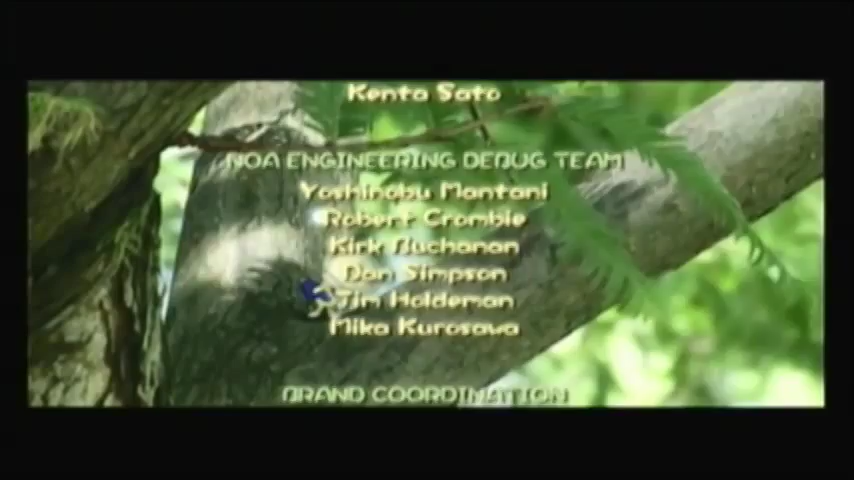 Kenta Sato
NOA ENGINEERING DEBUG TEAM
Yoshinobu Mantani
Robert Crombie
Kirk Buchanan
Dan Simpson
Jim Holdeman
Mika Kurosawa
BRAND COORDINATION